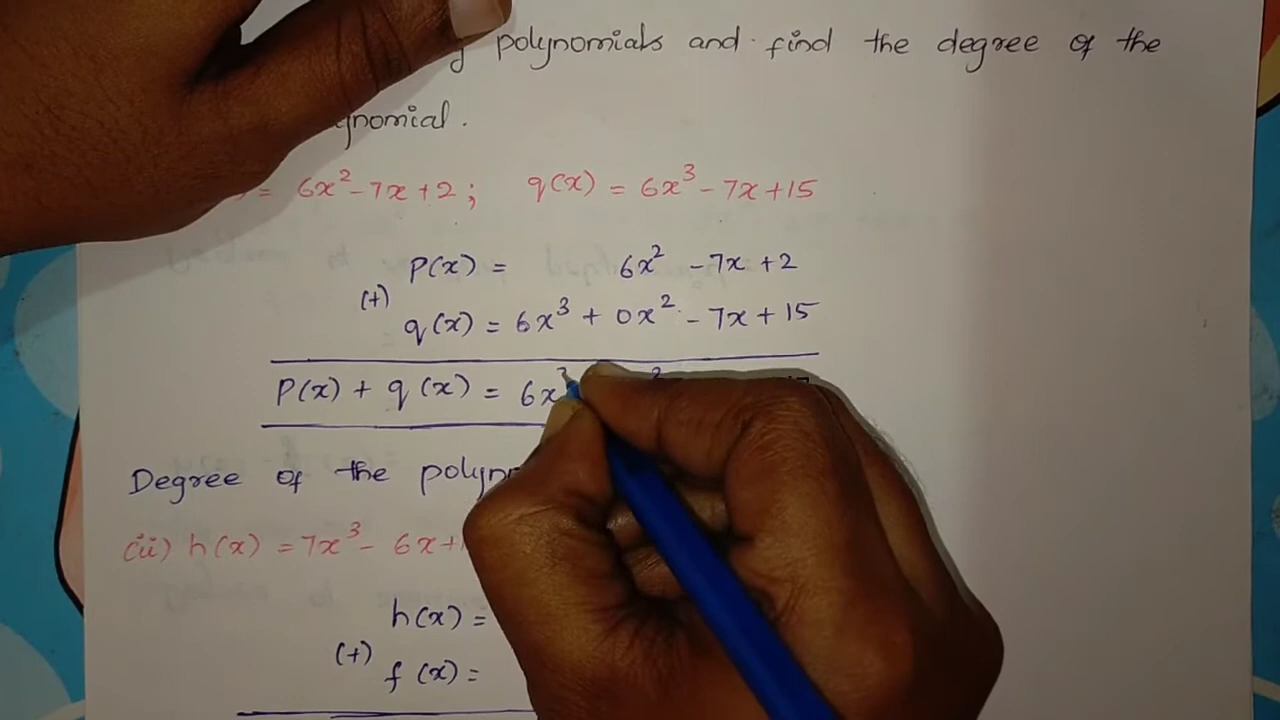 polynomials and find the degree of the
nomial.
= 6x² - 7x + 2 ; q(x) = 6x³ - 7x + 15
P(x) = 6x² - 7x + 2
(+)
q(x) = 6x³ + 0x² - 7x + 15
P(x) + q(x) = 6x
Degree of the
(ii) h(x) = 7x³ - 6x +
h(x) =
(+)
f(x) =